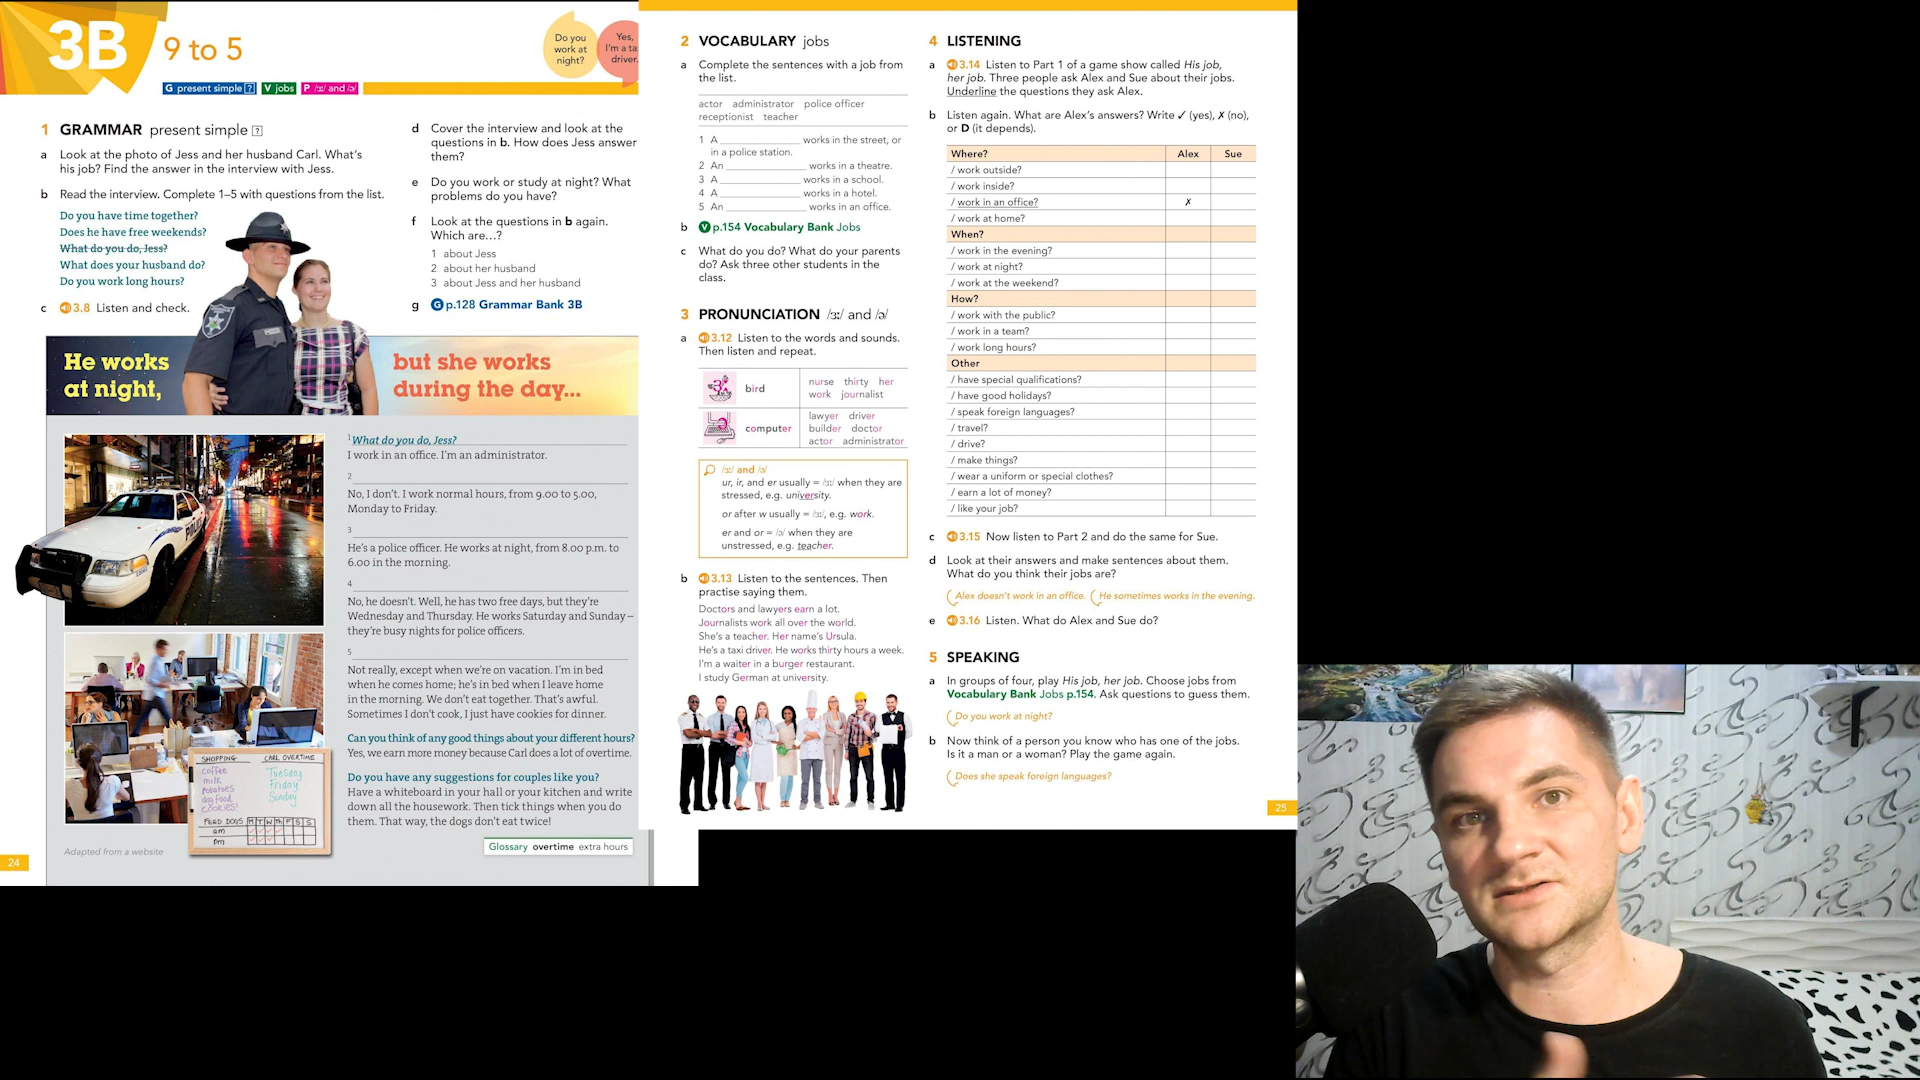 3B
9 to 5
Do you
work at
night?
Yes,
I'm a ta
driver.
G present simple ? V jobs P /ɜː/ and /ə/
1 GRAMMAR present simple ?
a Look at the photo of Jess and her husband Carl. What's
his job? Find the answer in the interview with Jess.
b Read the interview. Complete 1–5 with questions from the list.
Do you have time together?
Does he have free weekends?
What do you do, Jess?
What does your husband do?
Do you work long hours?
c 3.8 Listen and check.
d Cover the interview and look at the
questions in b. How does Jess answer
them?
e Do you work or study at night? What
problems do you have?
f Look at the questions in b again.
Which are…?
1 about Jess
2 about her husband
3 about Jess and her husband
g G p.128 Grammar Bank 3B
He works
at night,
but she works
during the day...
1 What do you do, Jess?
I work in an office. I'm an administrator.
2
No, I don't. I work normal hours, from 9.00 to 5.00,
Monday to Friday.
3
He's a police officer. He works at night, from 8.00 p.m. to
6.00 in the morning.
4
No, he doesn't. Well, he has two free days, but they're
Wednesday and Thursday. He works Saturday and Sunday –
they're busy nights for police officers.
5
Not really, except when we're on vacation. I'm in bed
when he comes home; he's in bed when I leave home
in the morning. We don't eat together. That's awful.
Sometimes I don't cook, I just have cookies for dinner.
Can you think of any good things about your different hours?
Yes, we earn more money because Carl does a lot of overtime.
Do you have any suggestions for couples like you?
Have a whiteboard in your hall or your kitchen and write
down all the housework. Then tick things when you do
them. That way, the dogs don't eat twice!
SHOPPING
coffee
milk
potatoes
dog food
cookies!
CARL OVERTIME
Tuesday
Friday
Sunday
FEED DOGS M T W Th F S S
am
pm
Adapted from a website
Glossary overtime extra hours
24
2 VOCABULARY jobs
a Complete the sentences with a job from
the list.
actor administrator police officer
receptionist teacher
1 A ____ works in the street, or
in a police station.
2 An ____ works in a theatre.
3 A ____ works in a school.
4 A ____ works in a hotel.
5 An ____ works in an office.
b V p.154 Vocabulary Bank Jobs
c What do you do? What do your parents
do? Ask three other students in the
class.
3 PRONUNCIATION /ɜː/ and /ə/
a 3.12 Listen to the words and sounds.
Then listen and repeat.
bird
nurse thirty her
work journalist
computer
lawyer driver
builder doctor
actor administrator
/ɜː/ and /ə/
ur, ir, and er usually = /ɜː/ when they are
stressed, e.g. university.
or after w usually = /ɜː/, e.g. work.
er and or = /ə/ when they are
unstressed, e.g. teacher.
b 3.13 Listen to the sentences. Then
practise saying them.
Doctors and lawyers earn a lot.
Journalists work all over the world.
She's a teacher. Her name's Ursula.
He's a taxi driver. He works thirty hours a week.
I'm a waiter in a burger restaurant.
I study German at university.
4 LISTENING
a 3.14 Listen to Part 1 of a game show called His job,
her job. Three people ask Alex and Sue about their jobs.
Underline the questions they ask Alex.
b Listen again. What are Alex's answers? Write ✓ (yes), ✗ (no),
or D (it depends).
Where? Alex Sue
/ work outside?
/ work inside?
/ work in an office? ✗
/ work at home?
When?
/ work in the evening?
/ work at night?
/ work at the weekend?
How?
/ work with the public?
/ work in a team?
/ work long hours?
Other
/ have special qualifications?
/ have good holidays?
/ speak foreign languages?
/ travel?
/ drive?
/ make things?
/ wear a uniform or special clothes?
/ earn a lot of money?
/ like your job?
c 3.15 Now listen to Part 2 and do the same for Sue.
d Look at their answers and make sentences about them.
What do you think their jobs are?
Alex doesn't work in an office. He sometimes works in the evening.
e 3.16 Listen. What do Alex and Sue do?
5 SPEAKING
a In groups of four, play His job, her job. Choose jobs from
Vocabulary Bank Jobs p.154. Ask questions to guess them.
Do you work at night?
b Now think of a person you know who has one of the jobs.
Is it a man or a woman? Play the game again.
Does she speak foreign languages?
25